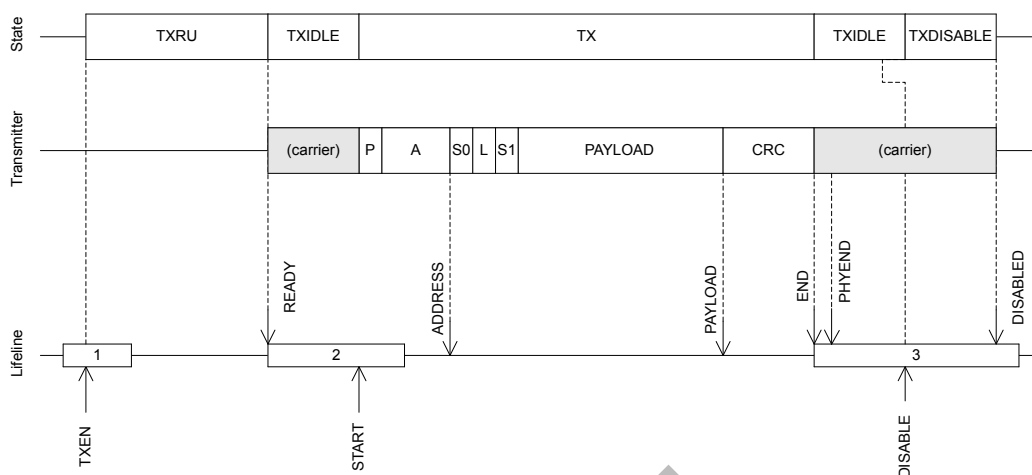 State
TXRU
TXIDLE
TX
TXIDLE
TXDISABLE
Transmitter
(carrier)
P
A
S0
L
S1
PAYLOAD
CRC
(carrier)
READY
ADDRESS
PAYLOAD
END
PHYEND
DISABLED
Lifeline
1
2
3
TXEN
START
DISABLE